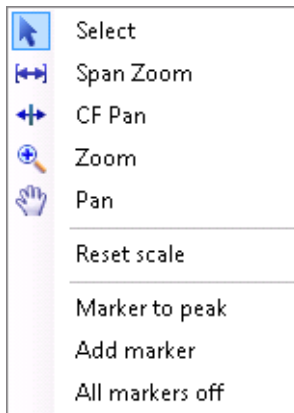 Select
Span Zoom
CF Pan
Zoom
Pan
Reset scale
Marker to peak
Add marker
All markers off